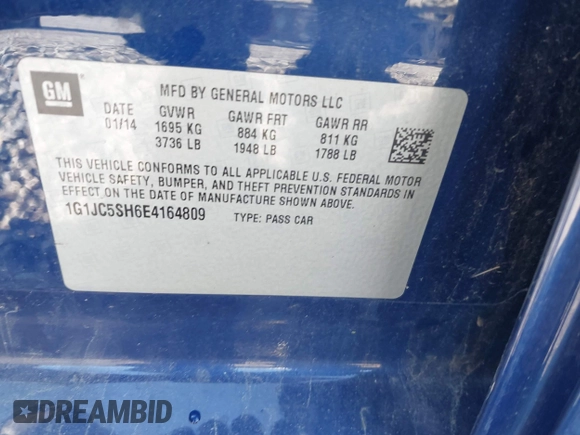 GM
MFD BY GENERAL MOTORS LLC
DATE GVWR GAWR FRT GAWR RR
01/14 1695 KG 884 KG 811 KG
3736 LB 1948 LB 1788 LB
THIS VEHICLE CONFORMS TO ALL APPLICABLE U.S. FEDERAL MOTOR
VEHICLE SAFETY, BUMPER, AND THEFT PREVENTION STANDARDS IN
EFFECT ON THE DATE OF MANUFACTURE SHOWN ABOVE.
1G1JC5SH6E4164809 TYPE: PASS CAR
DREAMBID